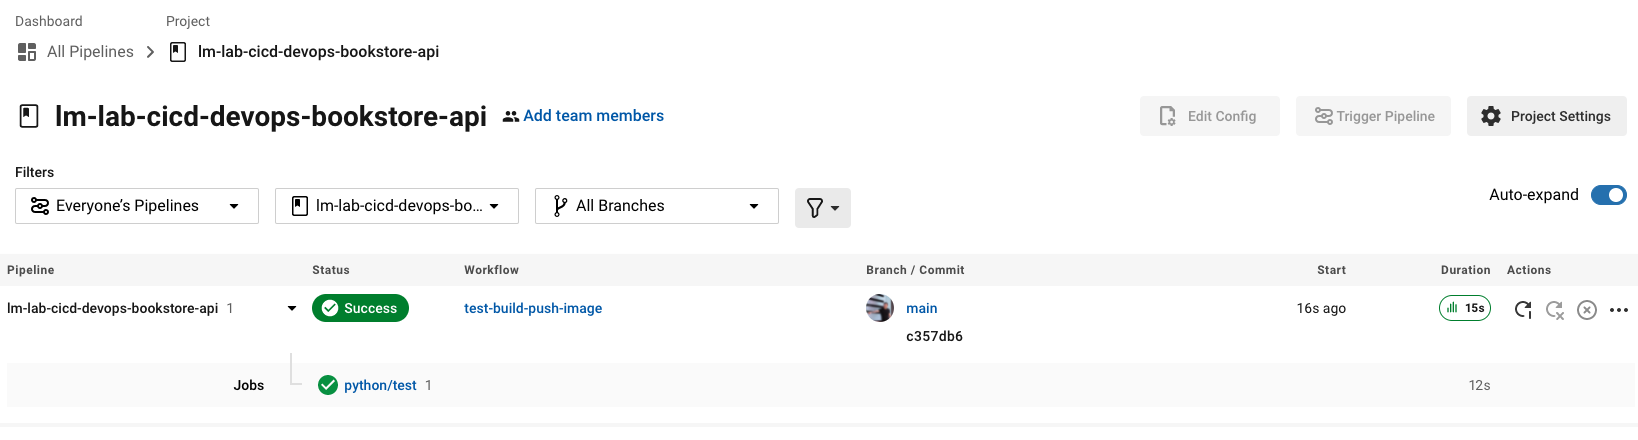 Dashboard Project
All Pipelines lm-lab-cicd-devops-bookstore-api
lm-lab-cicd-devops-bookstore-api Add team members Edit Config Trigger Pipeline Project Settings
Filters
Everyone's Pipelines lm-lab-cicd-devops-bo... All Branches Auto-expand
Pipeline Status Workflow Branch / Commit Start Duration Actions
lm-lab-cicd-devops-bookstore-api 1 Success test-build-push-image main 16s ago 15s
c357db6
Jobs python/test 1 12s